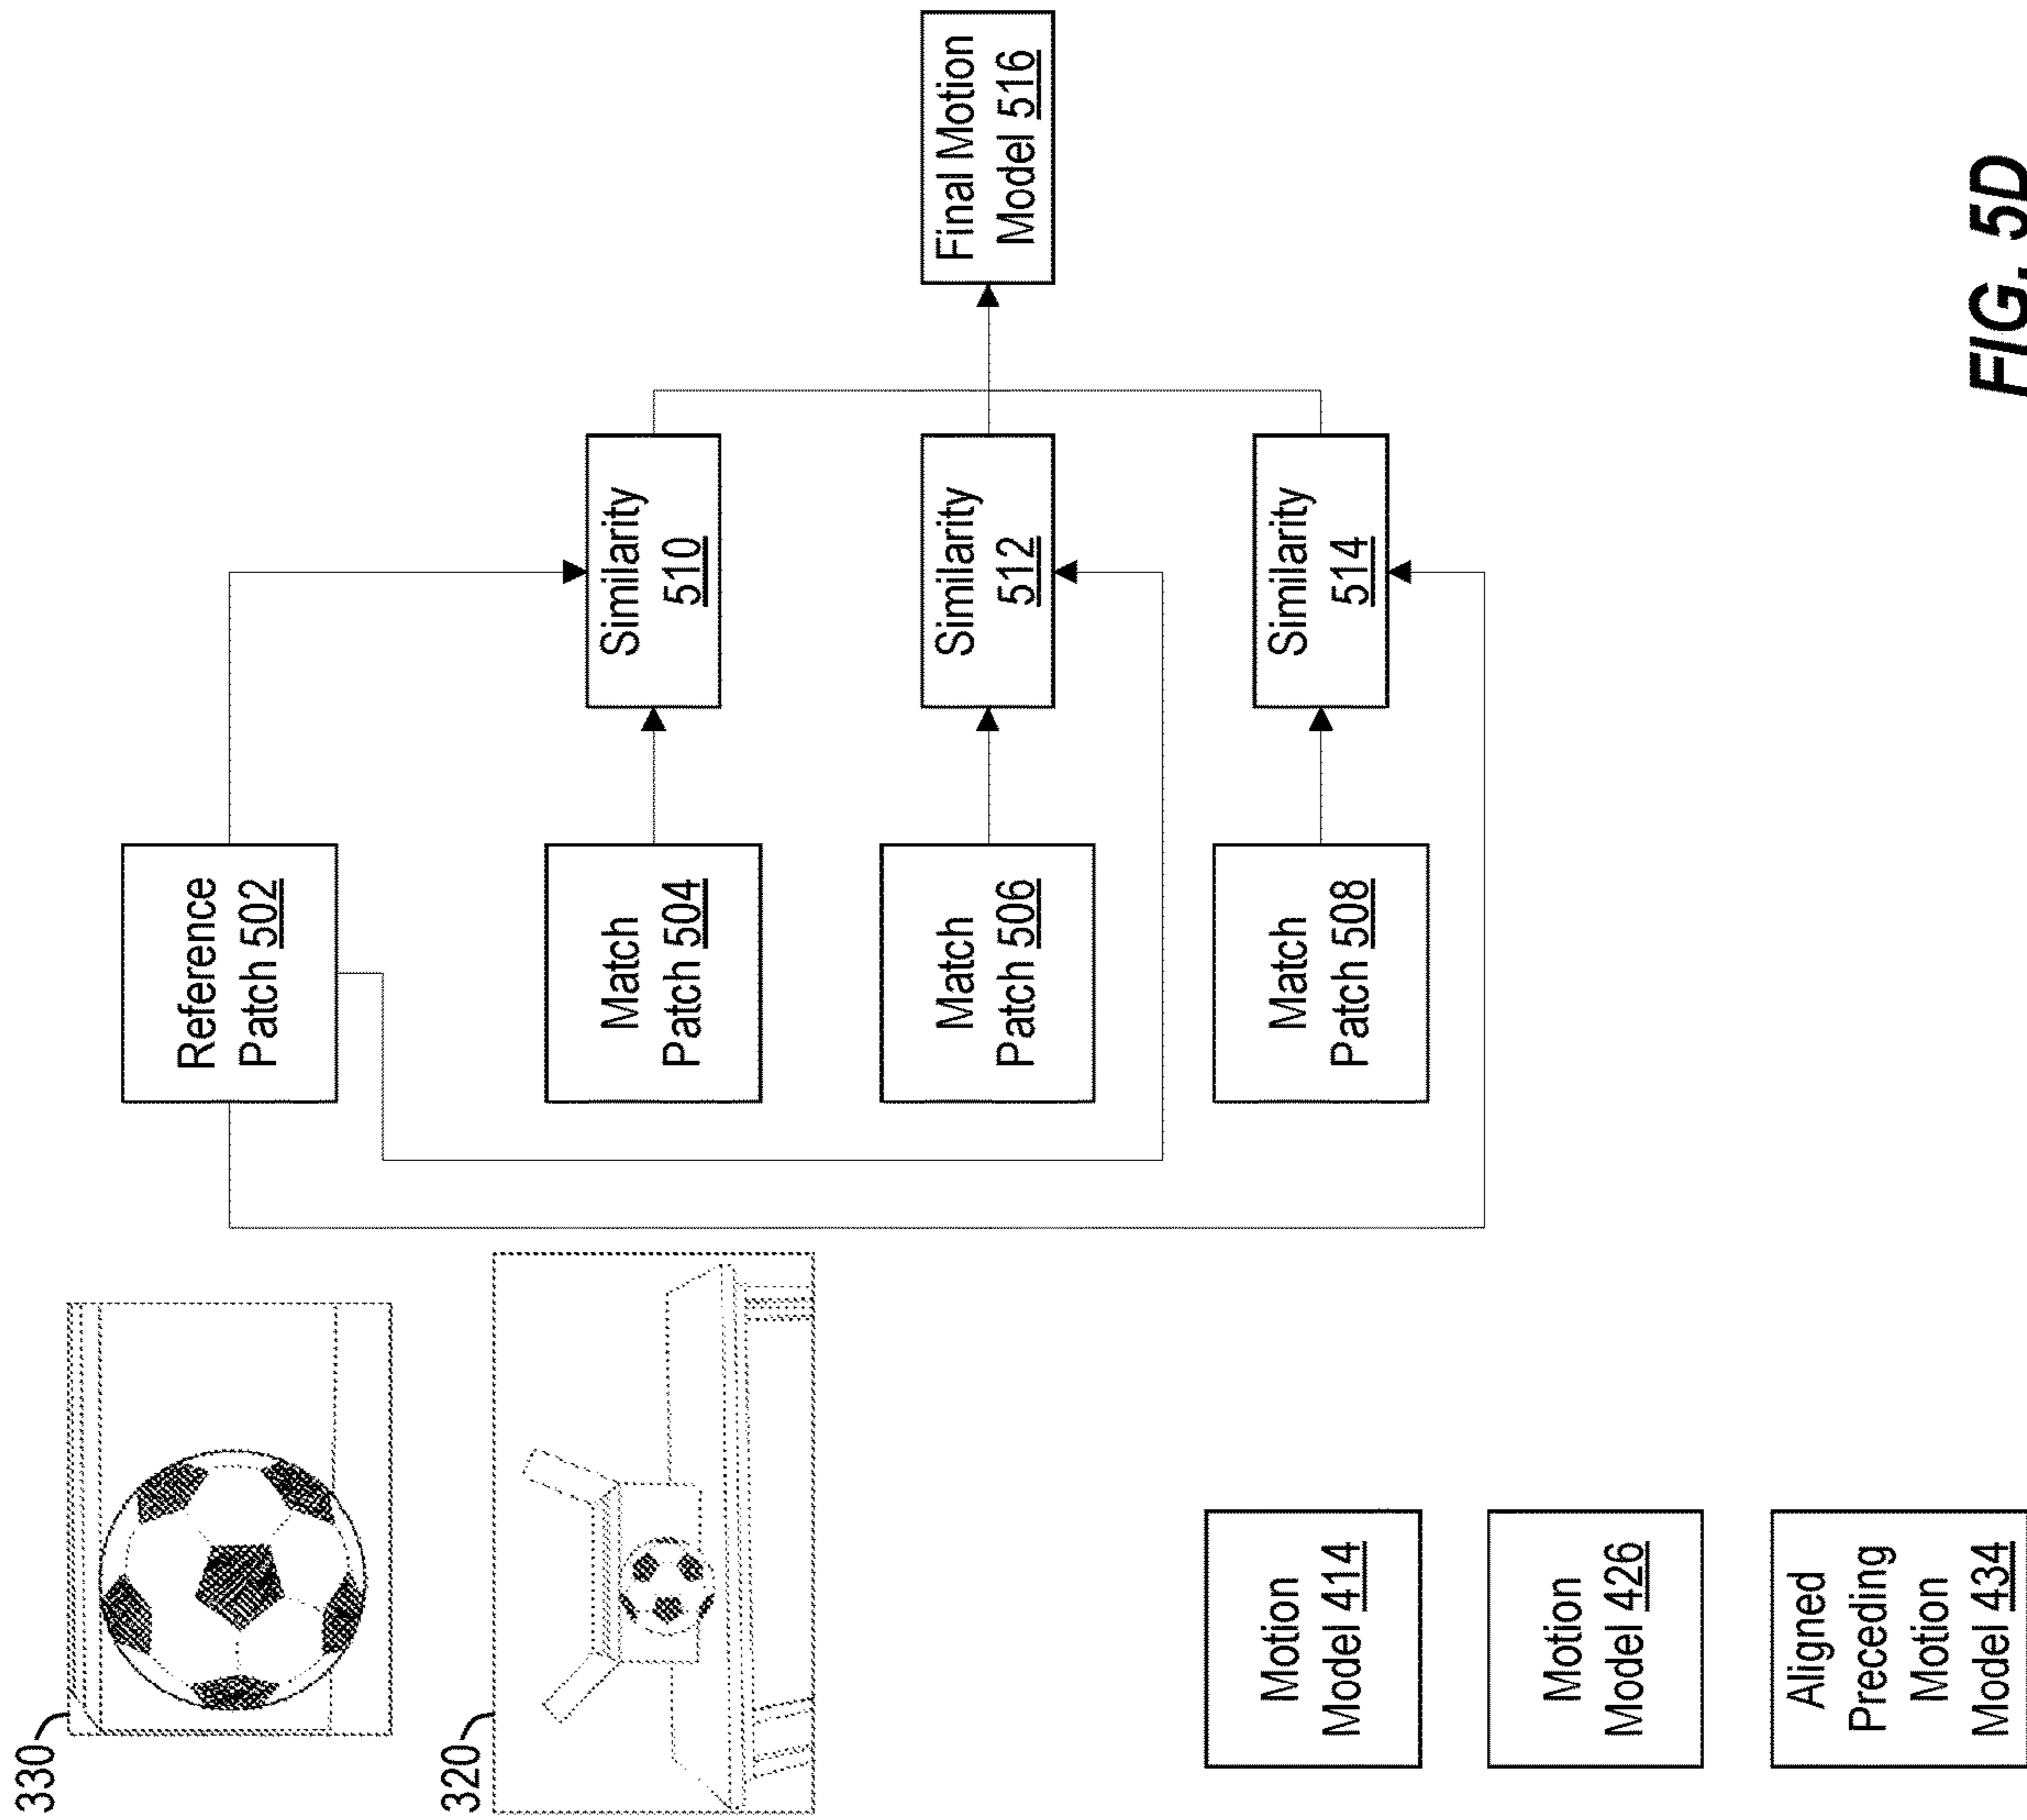 330
320
Motion
Model 414
Motion
Model 426
Aligned
Preceding
Motion
Model 434
Reference
Patch 502
Match
Patch 504
Match
Patch 506
Match
Patch 508
Similarity
510
Similarity
512
Similarity
514
Final Motion
Model 516
FIG. 5D